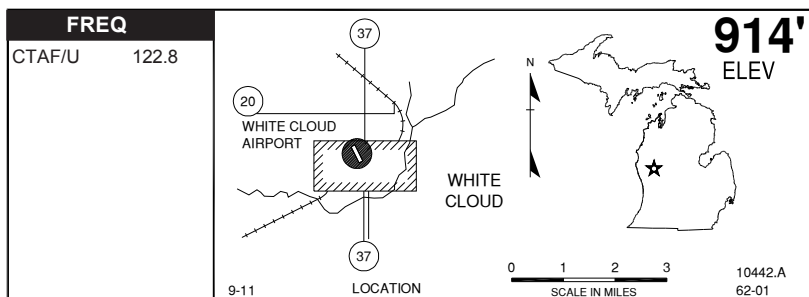 FREQ
CTAF/U 122.8
37
20
WHITE CLOUD
AIRPORT
WHITE
CLOUD
37
9-11
LOCATION
N
914'
ELEV
0 1 2 3
SCALE IN MILES
10442.A
62-01